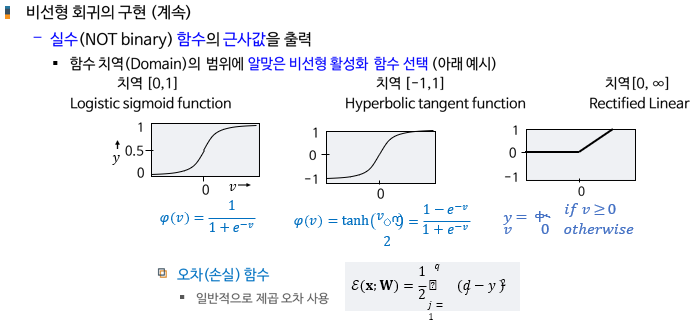 비선형 회귀의 구현 (계속)
– 실수(NOT binary) 함수의 근사값을 출력
▪ 함수 치역(Domain)의 범위에 알맞은 비선형 활성화 함수 선택 (아래 예시)
치역 [0,1] 치역 [-1,1] 치역[0, ∞]
Logistic sigmoid function Hyperbolic tangent function Rectified Linear
1 1 1
y 0.5 0 0
0 -1 -1
0 v 0 0
φ(v) = 1 / (1 + e^{-v}) φ(v) = tanh(v/2) = (1 − e^{-v}) / (1 + e^{-v}) y = v if v ≥ 0
0 otherwise
오차(손실) 함수 ℰ(x; W) = 1/2 (d − y)² q j = 1
▪ 일반적으로 제곱 오차 사용